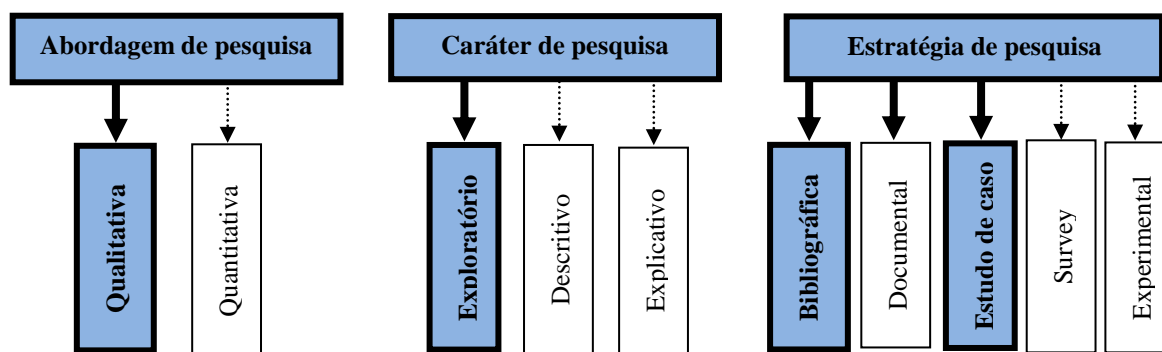 Abordagem de pesquisa
Qualitativa
Quantitativa
Caráter de pesquisa
Exploratório
Descritivo
Explicativo
Estratégia de pesquisa
Bibliográfica
Documental
Estudo de caso
Survey
Experimental